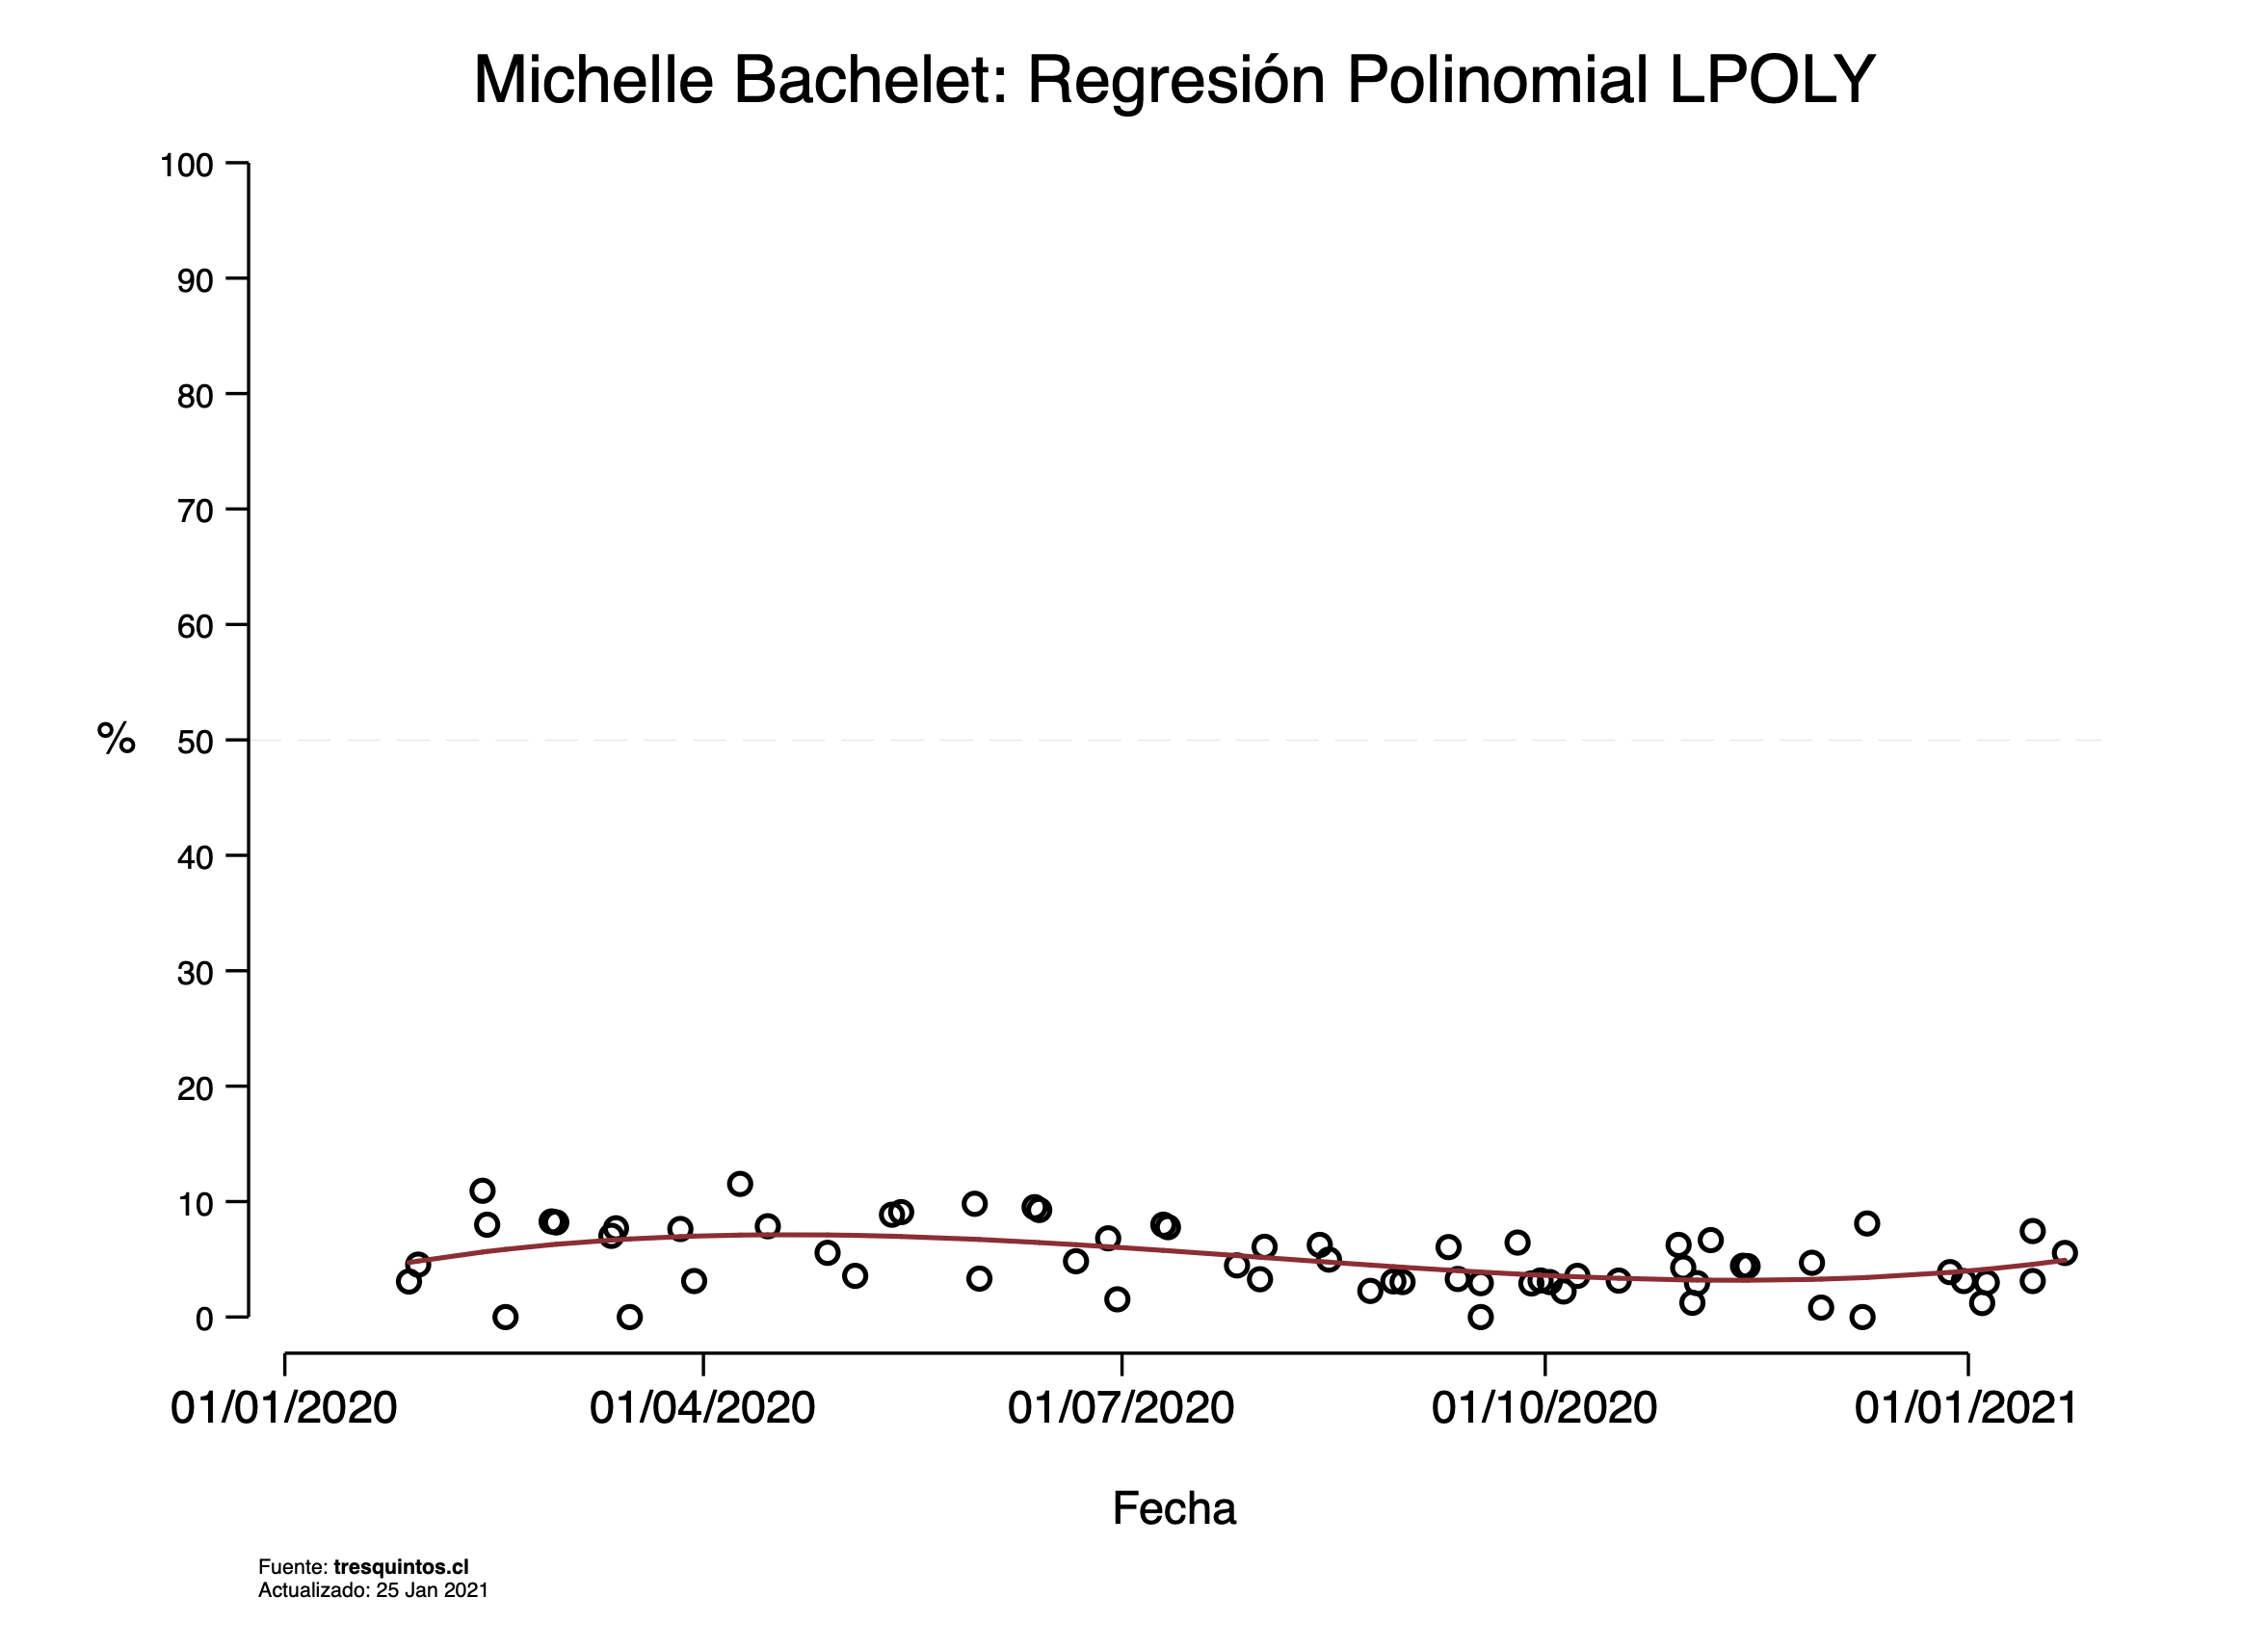 Michelle Bachelet: Regresión Polinomial LPOLY
100
90
80
70
60
% 50
40
30
20
10
0
01/01/2020 01/04/2020 01/07/2020 01/10/2020 01/01/2021
Fecha
Fuente: tresquintos.cl
Actualizado: 25 Jan 2021